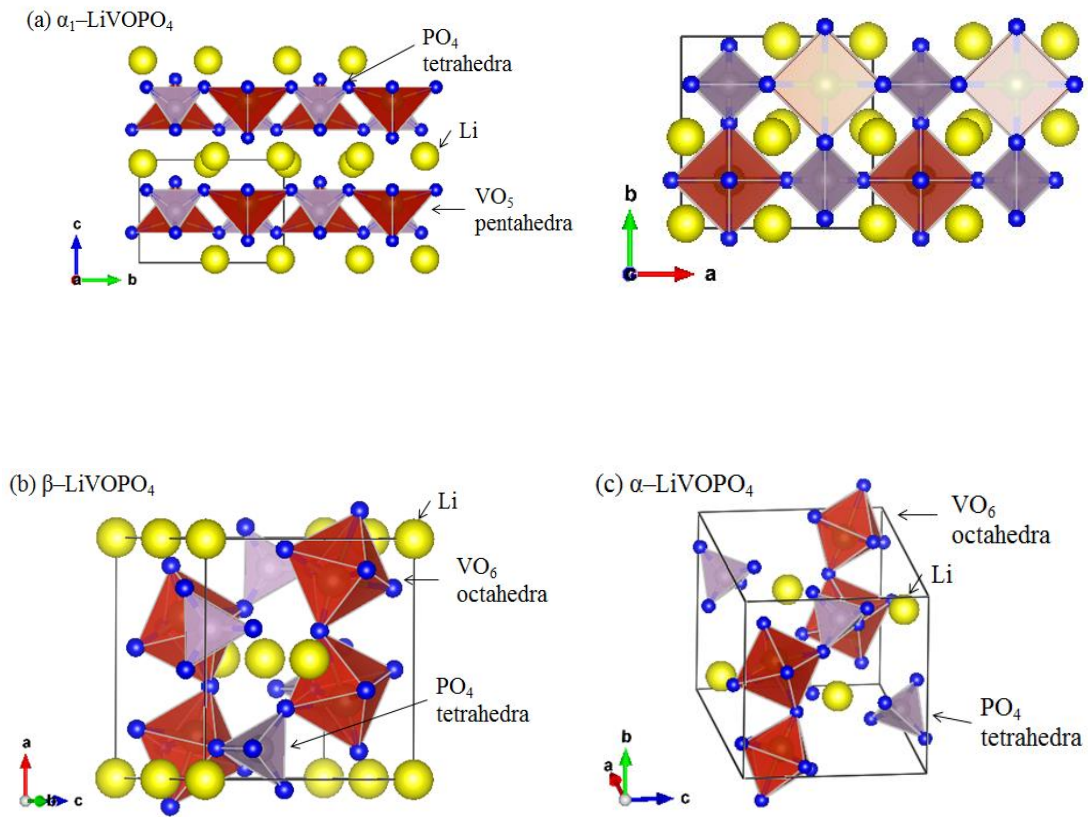 (a) α₁–LiVOPO₄
PO₄
tetrahedra
Li
VO₅
pentahedra
c
a
b
b
c
a
(b) β–LiVOPO₄
Li
VO₆
octahedra
PO₄
tetrahedra
a
b
c
(c) α–LiVOPO₄
VO₆
octahedra
Li
PO₄
tetrahedra
b
a
c